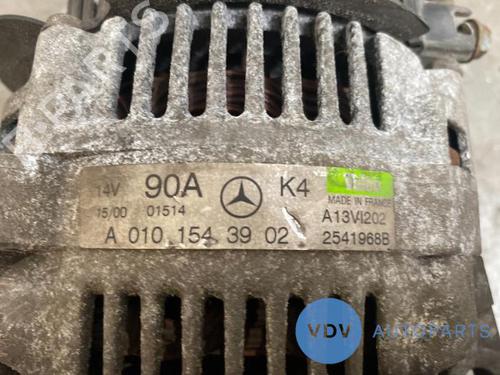 14V 90A K4
MADE IN FRANCE
15/00 01514 A13VI202
A 010 154 39 02 2541968B
VDV AUTOPARTS